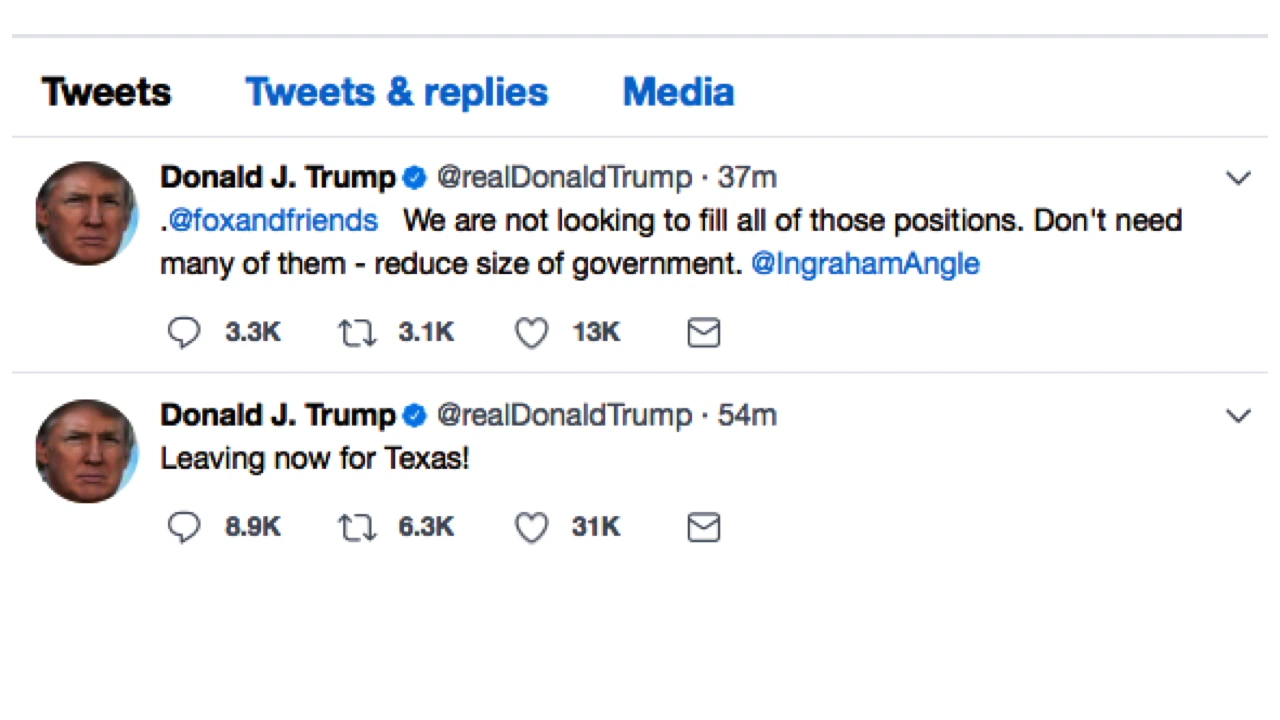 Tweets Tweets & replies Media
Donald J. Trump @realDonaldTrump · 37m
.@foxandfriends We are not looking to fill all of those positions. Don't need
many of them - reduce size of government. @IngrahamAngle
3.3K 3.1K 13K
Donald J. Trump @realDonaldTrump · 54m
Leaving now for Texas!
8.9K 6.3K 31K